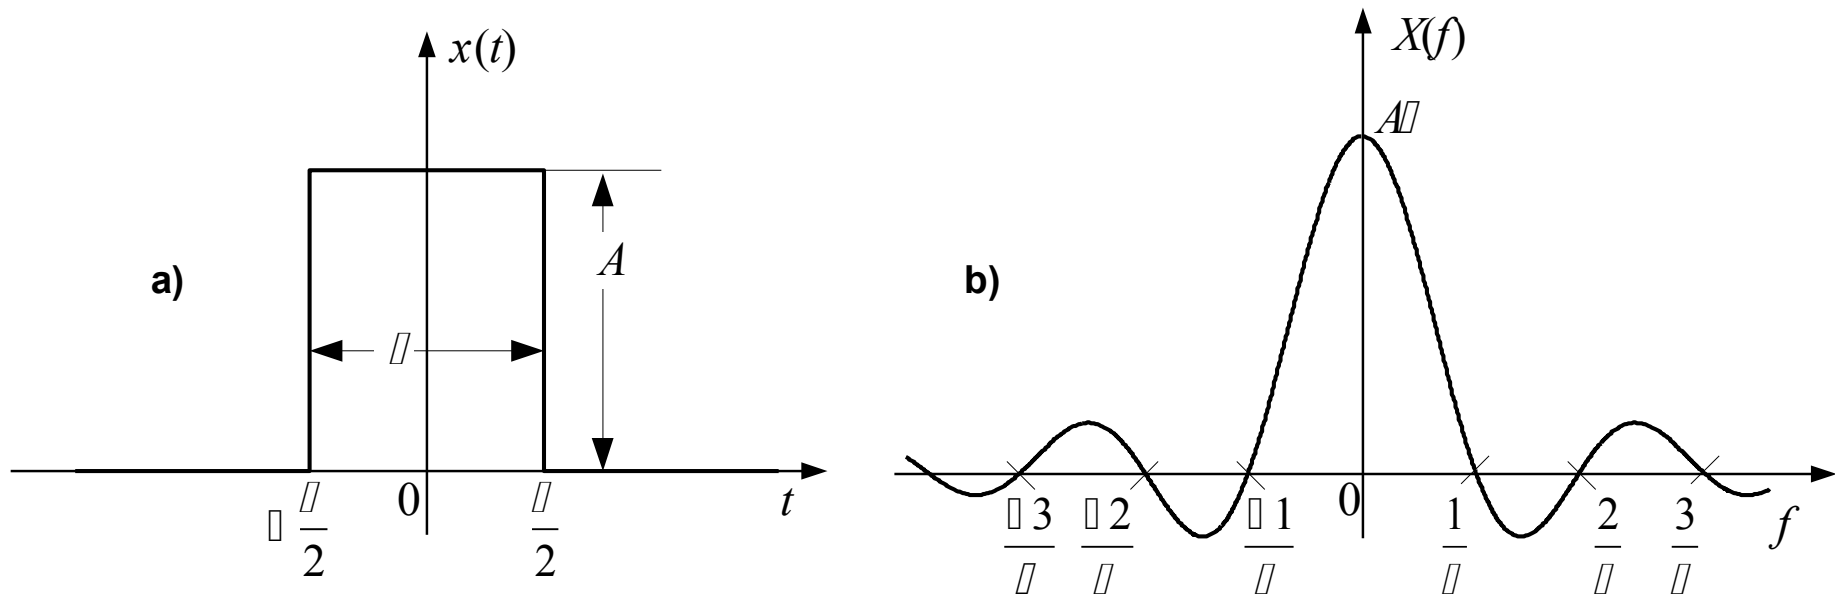 x(t)
A
a)
▯
▯ ▯/2
0
▯/2
t
X(f)
A▯
b)
▯3/▯
▯2/▯
▯1/▯
0
1/▯
2/▯
3/▯
f